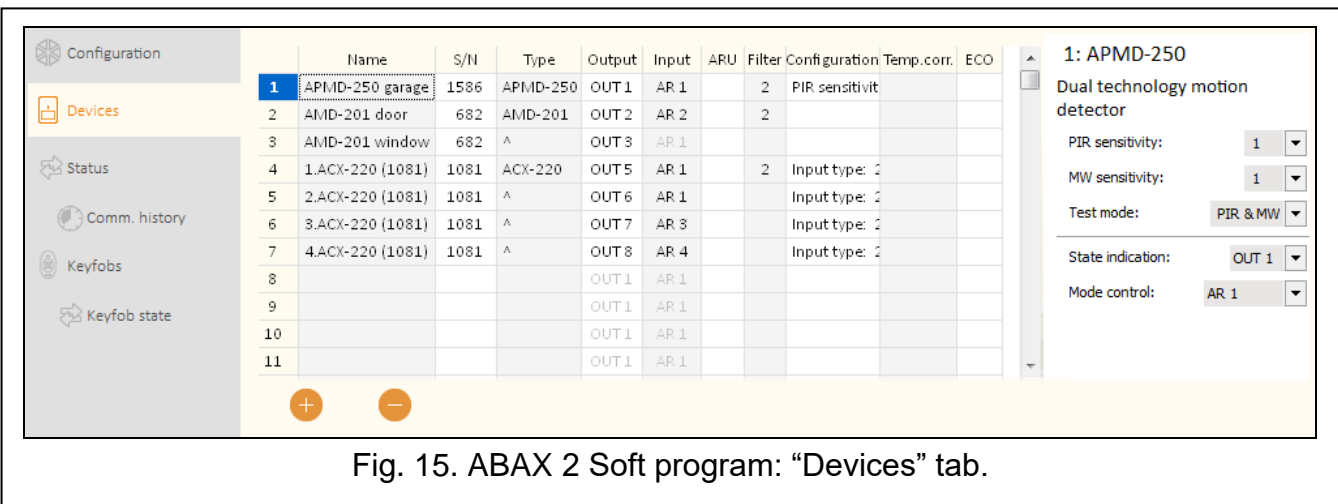 Configuration
Devices
Status
Comm. history
Keyfobs
Keyfob state
Name S/N Type Output Input ARU Filter Configuration Temp.corr. ECO
1 APMD-250 garage 1586 APMD-250 OUT 1 AR 1 2 PIR sensitivit
2 AMD-201 door 682 AMD-201 OUT 2 AR 2 2
3 AMD-201 window 682 ^ OUT 3 AR 1
4 1.ACX-220 (1081) 1081 ACX-220 OUT 5 AR 1 2 Input type: 2
5 2.ACX-220 (1081) 1081 ^ OUT 6 AR 1 Input type: 2
6 3.ACX-220 (1081) 1081 ^ OUT 7 AR 3 Input type: 2
7 4.ACX-220 (1081) 1081 ^ OUT 8 AR 4 Input type: 2
8 OUT 1 AR 1
9 OUT 1 AR 1
10 OUT 1 AR 1
11 OUT 1 AR 1
1: APMD-250
Dual technology motion
detector
PIR sensitivity: 1
MW sensitivity: 1
Test mode: PIR & MW
State indication: OUT 1
Mode control: AR 1
Fig. 15. ABAX 2 Soft program: “Devices” tab.